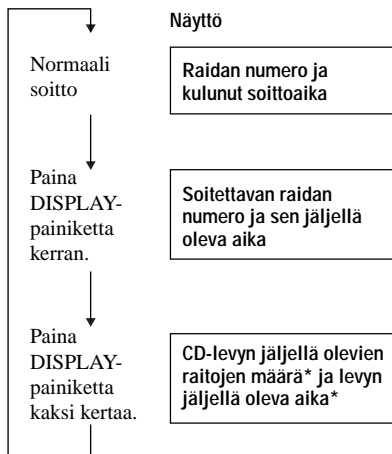 Näyttö
Normaali
soitto
Raidan numero ja
kulunut soittoaika
Paina
DISPLAY-
painiketta
kerran.
Soitettavan raidan
numero ja sen jäljellä
oleva aika
Paina
DISPLAY-
painiketta
kaksi kertaa.
CD-levyn jäljellä olevien
raitojen määrä* ja levyn
jäljellä oleva aika*